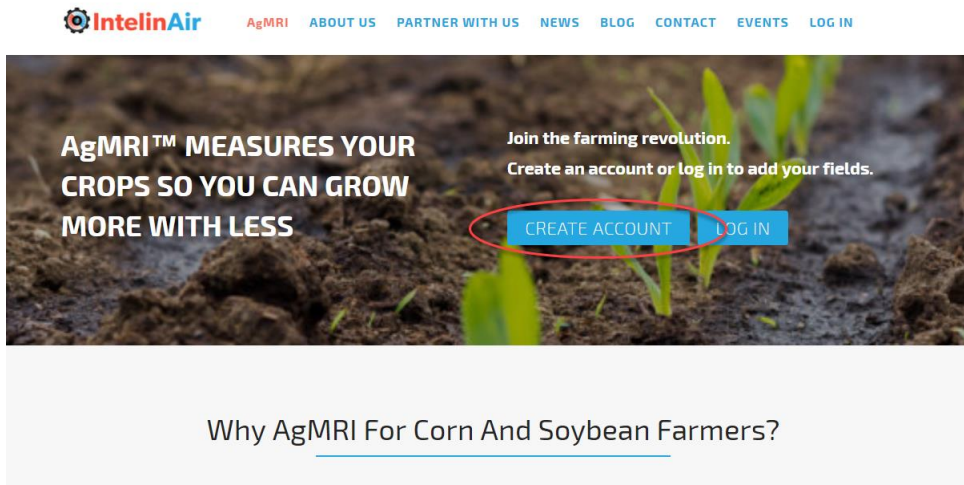 IntelinAir
AgMRI ABOUT US PARTNER WITH US NEWS BLOG CONTACT EVENTS LOG IN
AgMRI™ MEASURES YOUR
CROPS SO YOU CAN GROW
MORE WITH LESS
Join the farming revolution.
Create an account or log in to add your fields.
CREATE ACCOUNT LOG IN
Why AgMRI For Corn And Soybean Farmers?